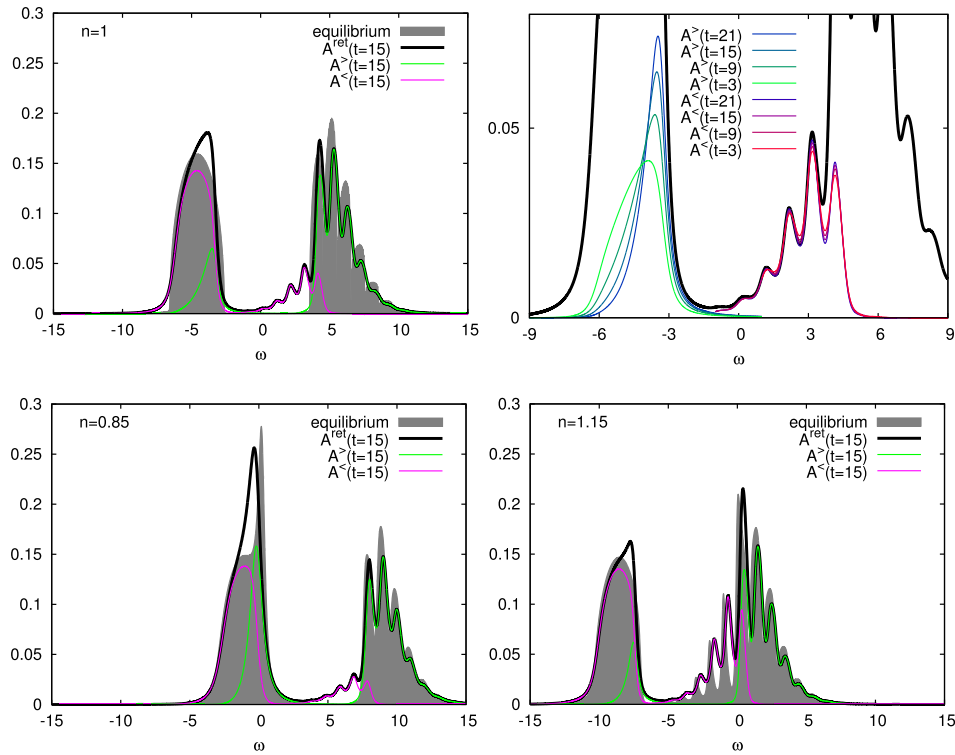 n=1
equilibrium
A^ret(t=15)
A^>(t=15)
A^<(t=15)
0.3
0.25
0.2
0.15
0.1
0.05
0
-15 -10 -5 0 5 10 15
ω
A^>(t=21)
A^>(t=15)
A^>(t=9)
A^>(t=3)
A^<(t=21)
A^<(t=15)
A^<(t=9)
A^<(t=3)
0.05
0
-9 -6 -3 0 3 6 9
ω
n=0.85
equilibrium
A^ret(t=15)
A^>(t=15)
A^<(t=15)
0.3
0.25
0.2
0.15
0.1
0.05
0
-15 -10 -5 0 5 10 15
ω
n=1.15
equilibrium
A^ret(t=15)
A^>(t=15)
A^<(t=15)
0.3
0.25
0.2
0.15
0.1
0.05
0
-15 -10 -5 0 5 10 15
ω